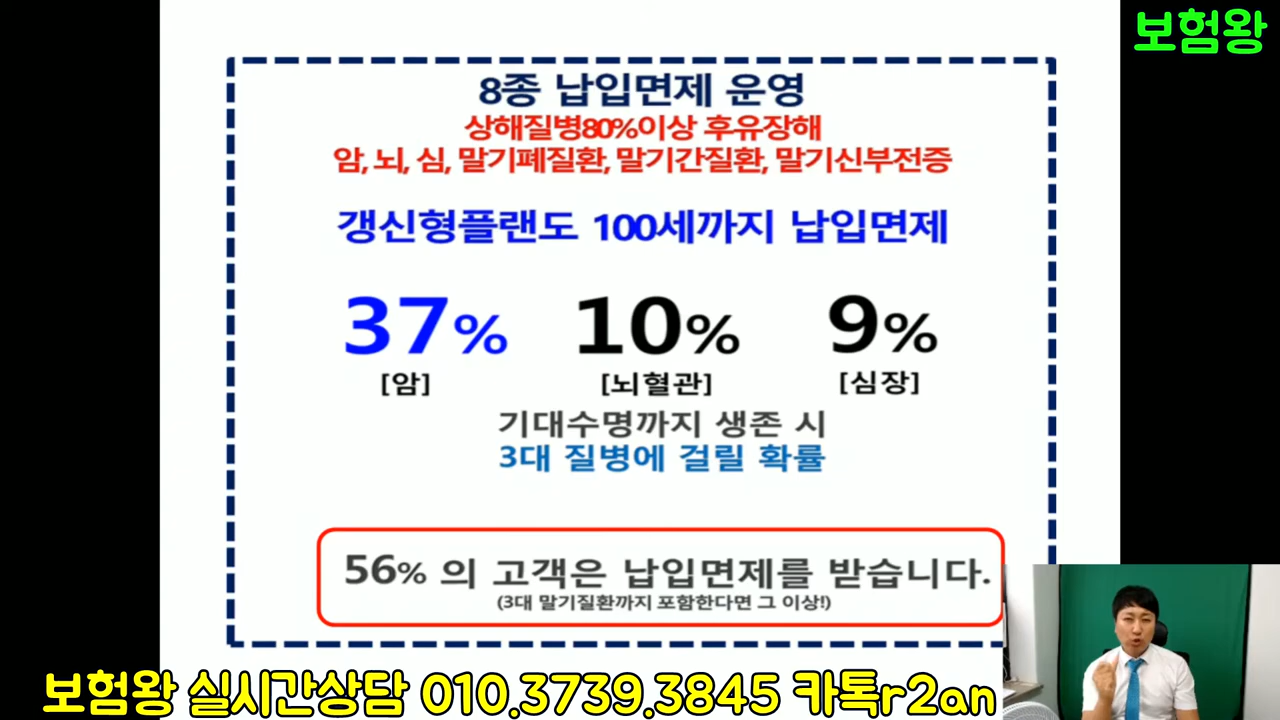 보험왕
8종 납입면제 운영
상해질병80%이상 후유장해
암, 뇌, 심, 말기폐질환, 말기간질환, 말기신부전증
갱신형플랜도 100세까지 납입면제
37% 10% 9%
[암] [뇌혈관] [심장]
기대수명까지 생존 시
3대 질병에 걸릴 확률
56% 의 고객은 납입면제를 받습니다.
(3대 말기질환까지 포함한다면 그 이상!)
보험왕 실시간상담 010.3739.3845 카톡r2an